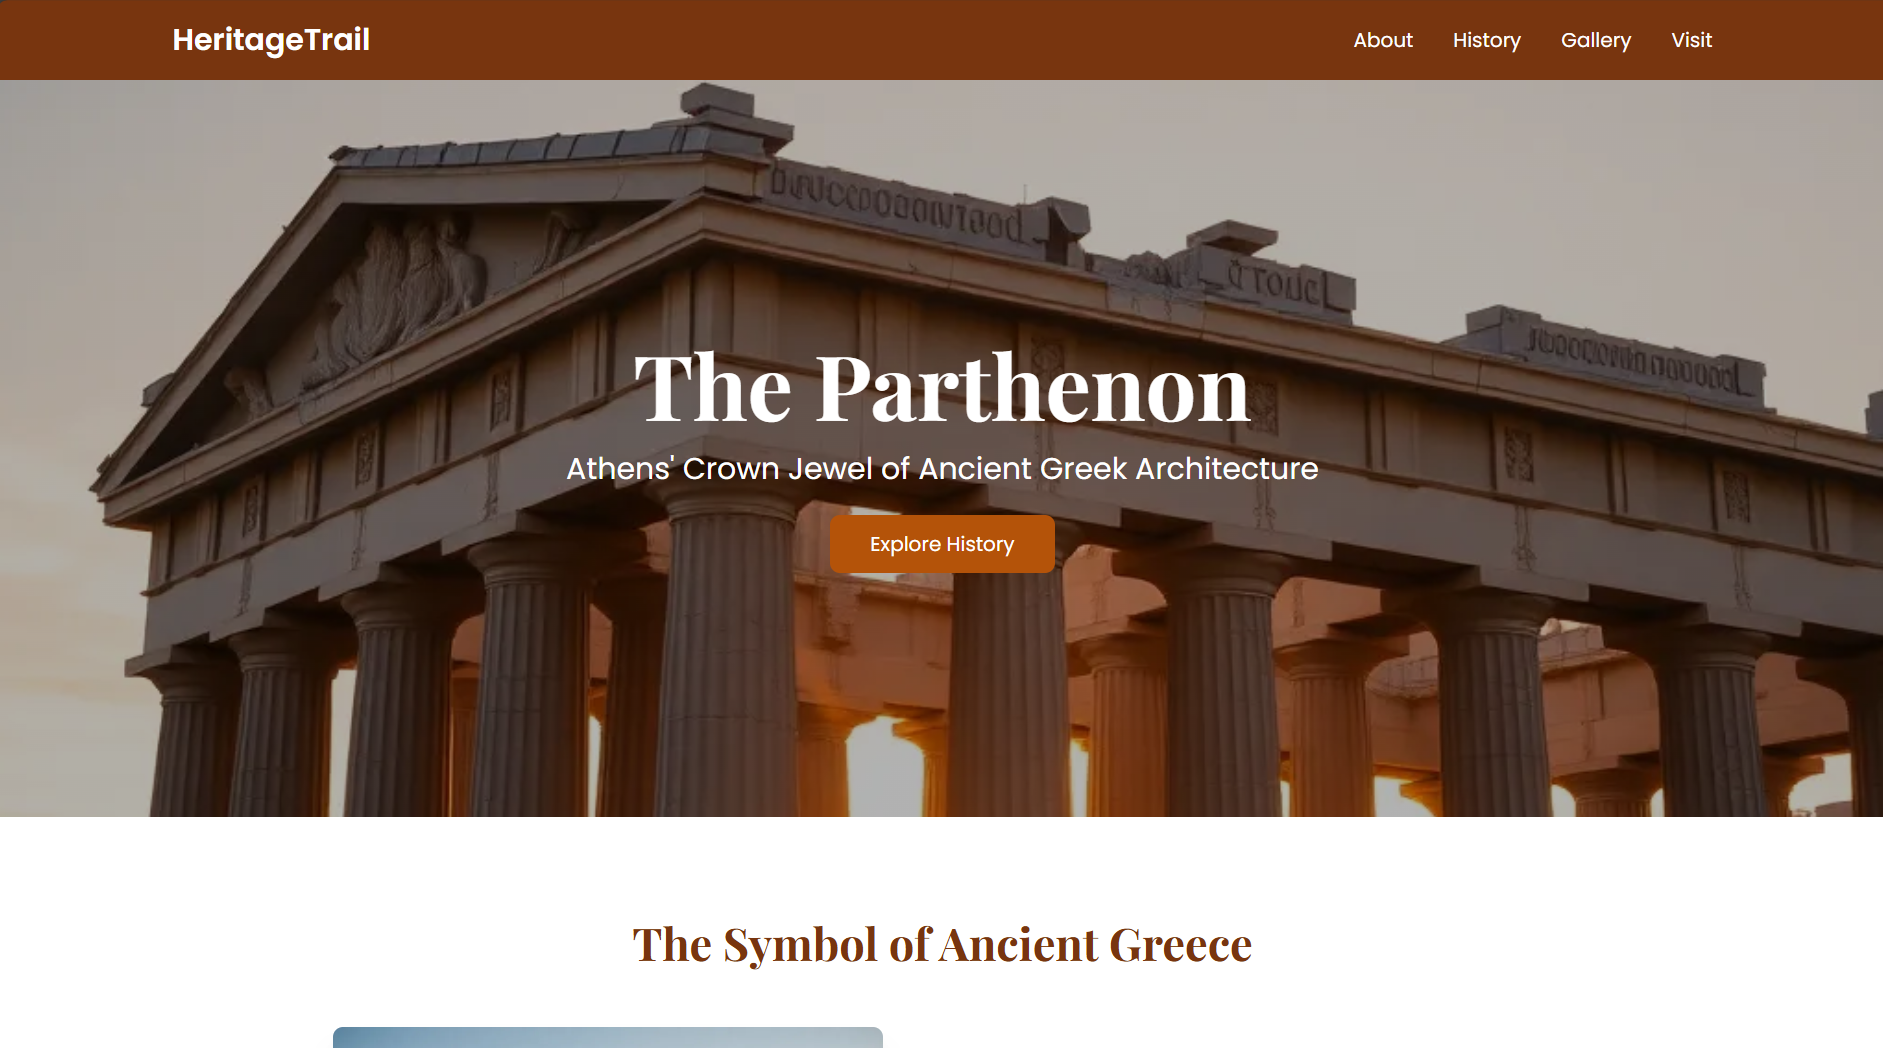 HeritageTrail
About History Gallery Visit
The Parthenon
Athens' Crown Jewel of Ancient Greek Architecture
Explore History
The Symbol of Ancient Greece